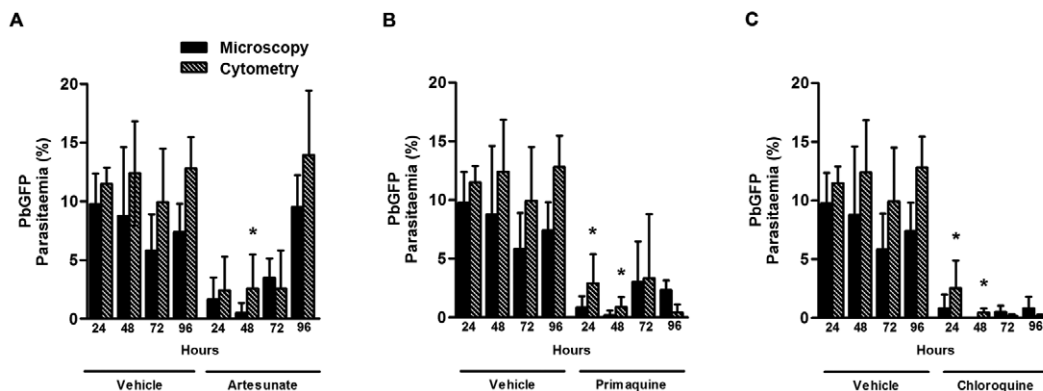 A
Microscopy
Cytometry
PbGFP
Parasitaemia (%)
20
15
10
5
0
*
24 48 72 96 24 48 72 96
Hours
Vehicle Artesunate
B
PbGFP
Parasitaemia (%)
20
15
10
5
0
* *
24 48 72 96 24 48 72 96
Hours
Vehicle Primaquine
C
PbGFP
Parasitaemia (%)
20
15
10
5
0
* *
24 48 72 96 24 48 72 96
Hours
Vehicle Chloroquine